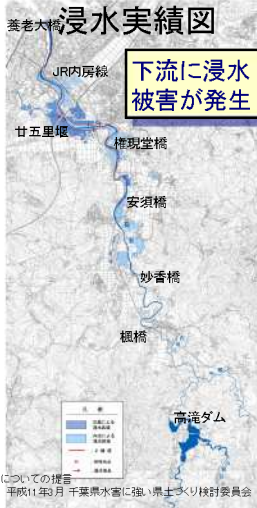 浸水実績図
養老大橋
下流に浸水
被害が発生
JR内房線
廿五里堰
権現堂橋
安須橋
妙香橋
楓橋
高滝ダム
凡例
についての提言
平成11年3月 千葉県水害に強い県土づくり検討委員会